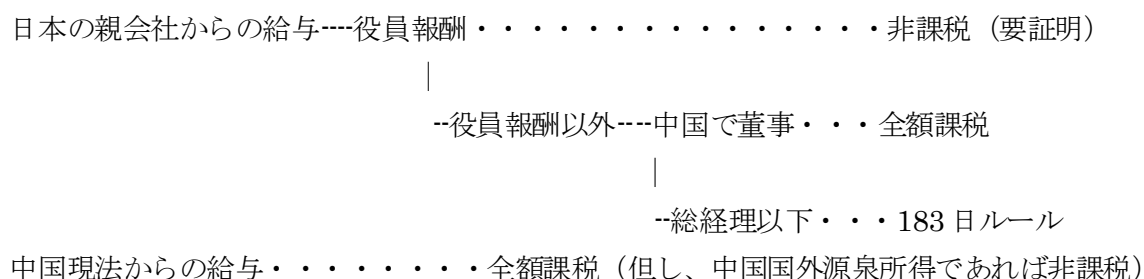 日本の親会社からの給与----役員報酬・・・・・・・・・・・・・・・非課税（要証明）
|
--役員報酬以外----中国で董事・・・全額課税
|
--総経理以下・・・183日ルール
中国現法からの給与・・・・・・・・全額課税（但し、中国国外源泉所得であれば非課税）